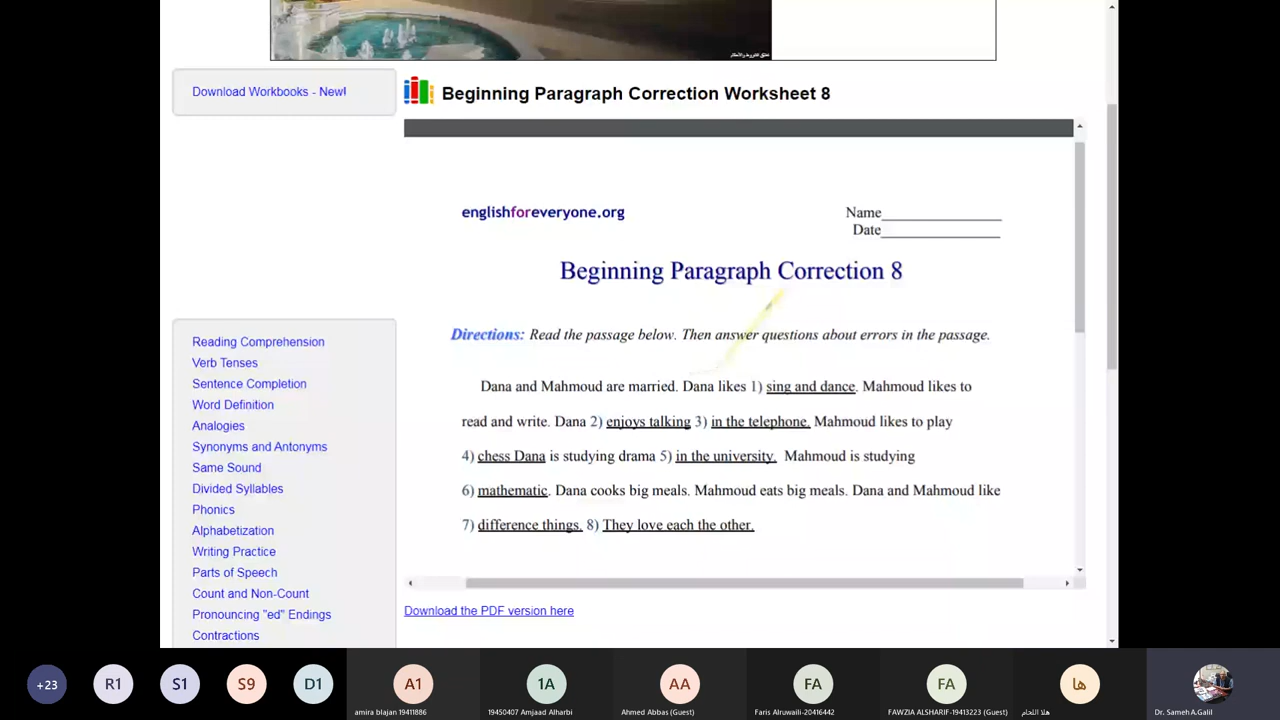 Download Workbooks - New!
Beginning Paragraph Correction Worksheet 8
englishforeveryone.org
Name________________
Date________________
Beginning Paragraph Correction 8
Directions: Read the passage below. Then answer questions about errors in the passage.
Dana and Mahmoud are married. Dana likes 1) sing and dance. Mahmoud likes to
read and write. Dana 2) enjoys talking 3) in the telephone. Mahmoud likes to play
4) chess Dana is studying drama 5) in the university. Mahmoud is studying
6) mathematic. Dana cooks big meals. Mahmoud eats big meals. Dana and Mahmoud like
7) difference things. 8) They love each the other.
Download the PDF version here
Reading Comprehension
Verb Tenses
Sentence Completion
Word Definition
Analogies
Synonyms and Antonyms
Same Sound
Divided Syllables
Phonics
Alphabetization
Writing Practice
Parts of Speech
Count and Non-Count
Pronouncing "ed" Endings
Contractions
+23
R1
S1
S9
D1
A1
amira blajan 19411886
1A
19450407 Amjaad Alharbi
AA
Ahmed Abbas (Guest)
FA
Faris Alruwaili-20416442
FA
FAWZIA ALSHARIF-19413223 (Guest)
ها
هلا اللحام
Dr. Sameh A.Galil